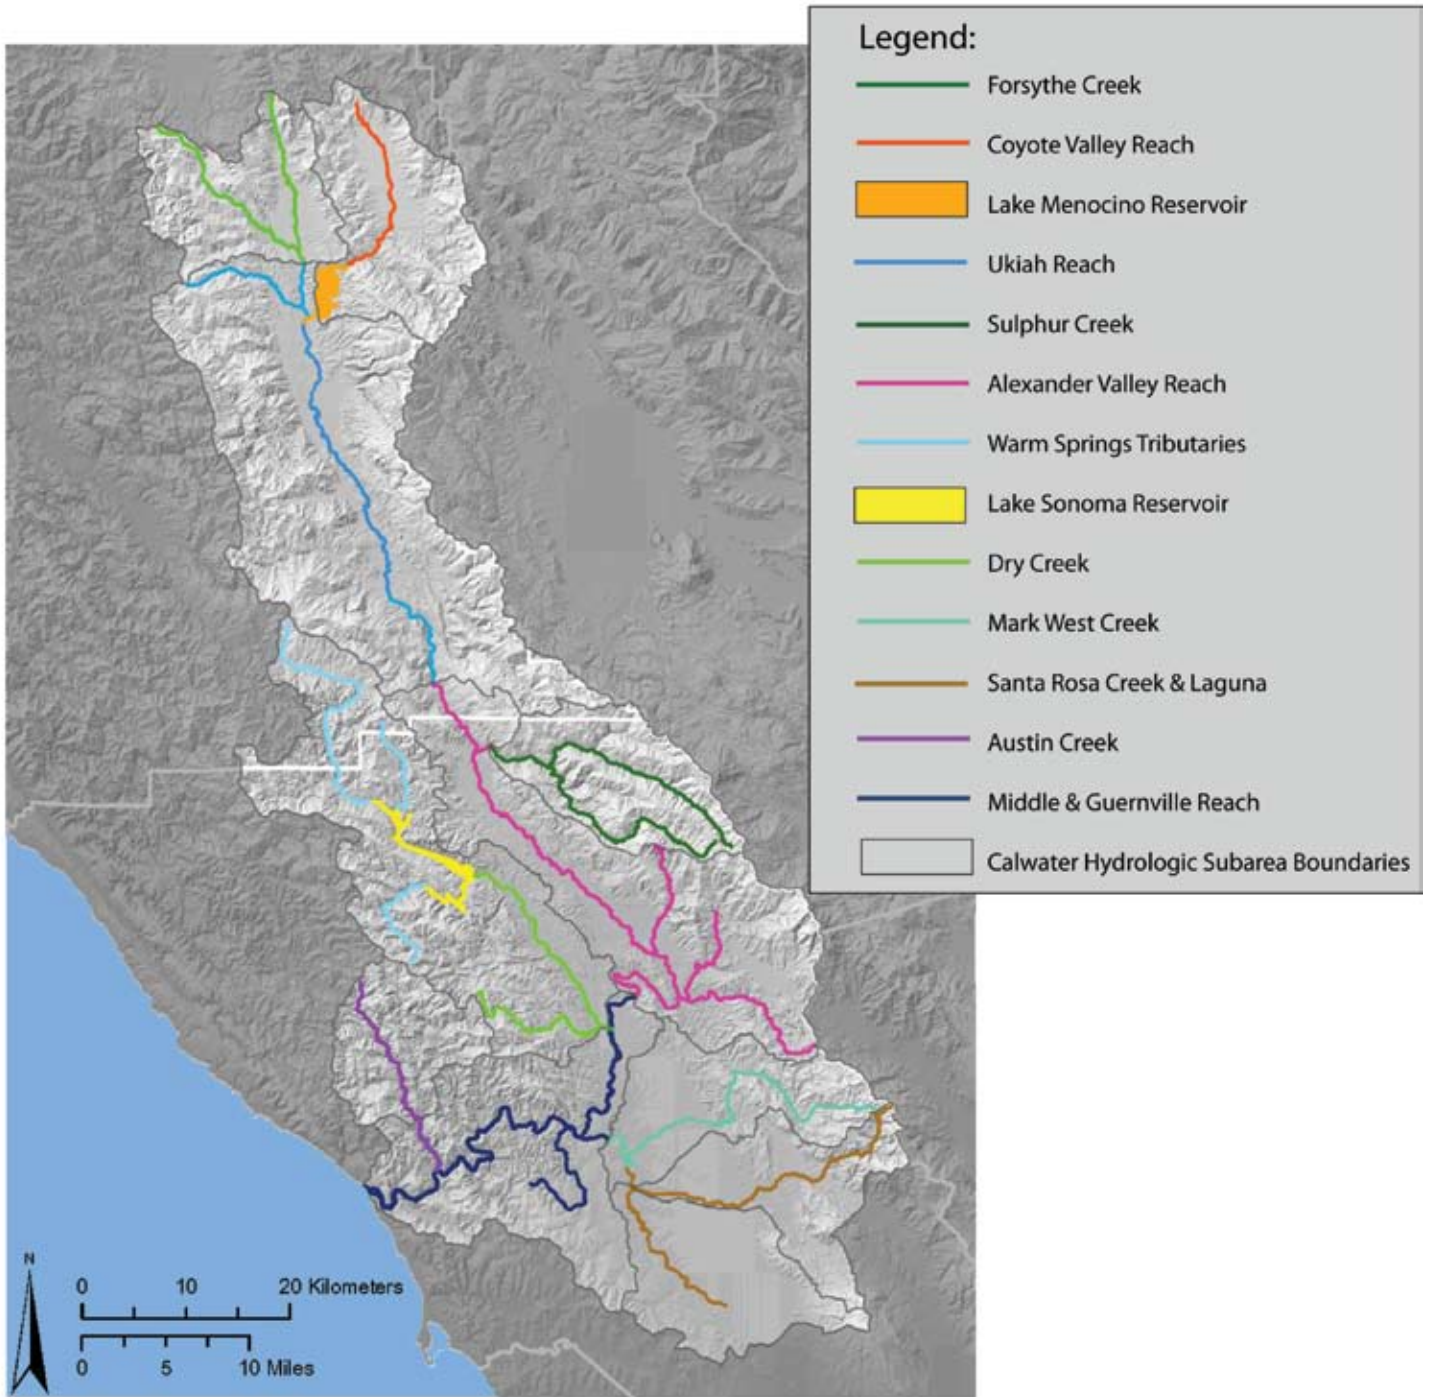 Legend:
Forsythe Creek
Coyote Valley Reach
Lake Menocino Reservoir
Ukiah Reach
Sulphur Creek
Alexander Valley Reach
Warm Springs Tributaries
Lake Sonoma Reservoir
Dry Creek
Mark West Creek
Santa Rosa Creek & Laguna
Austin Creek
Middle & Guernville Reach
Calwater Hydrologic Subarea Boundaries
N
0 10 20 Kilometers
0 5 10 Miles